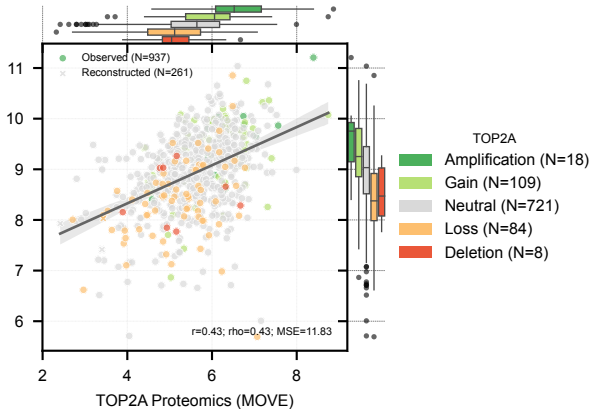 Observed (N=937)
Reconstructed (N=261)
11
10
9
8
7
6
r=0.43; rho=0.43; MSE=11.83
2
4
6
8
TOP2A Proteomics (MOVE)
TOP2A
Amplification (N=18)
Gain (N=109)
Neutral (N=721)
Loss (N=84)
Deletion (N=8)